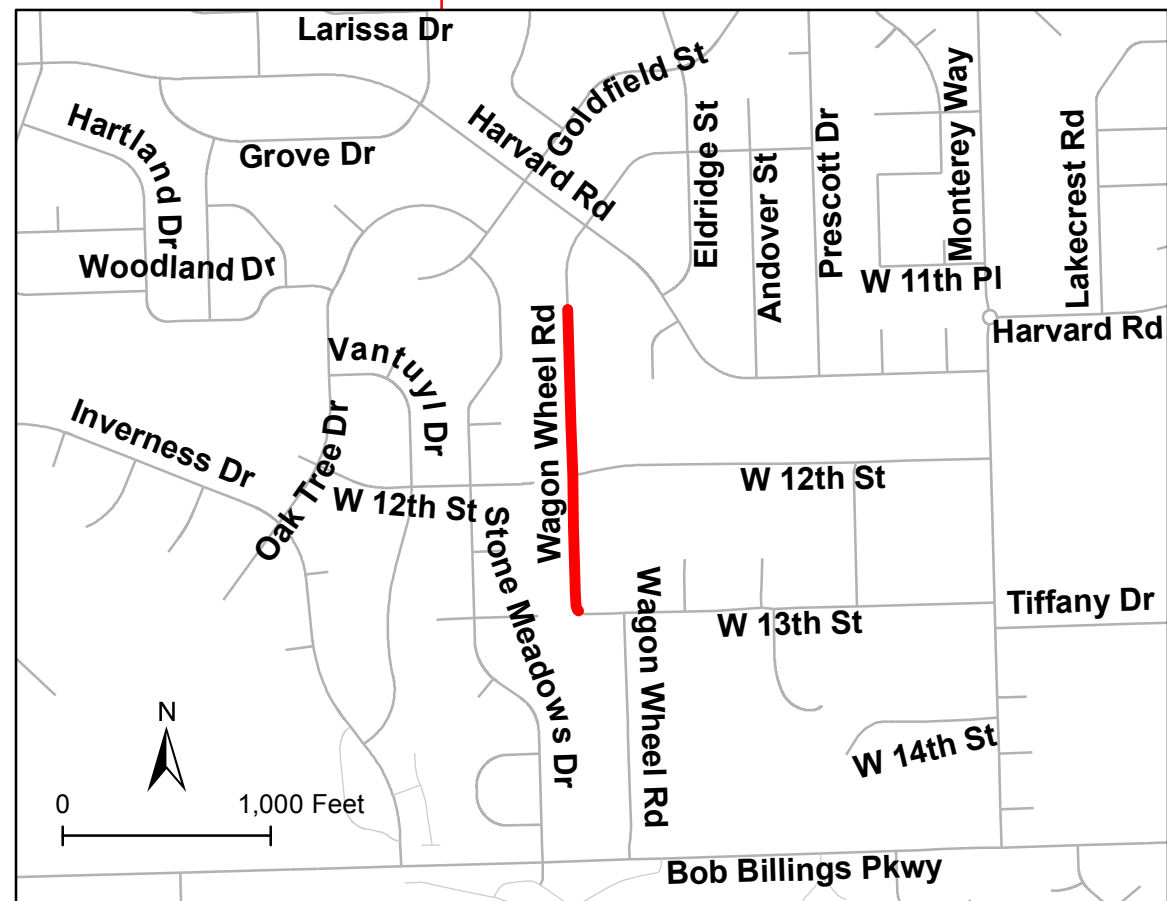 Larissa Dr
Goldfield St
Hartland Dr
Harvard Rd
Grove Dr
Eldridge St
Andover St
Prescott Dr
Monterey Way
Lakecrest Rd
Woodland Dr
W 11th Pl
Harvard Rd
Wagon Wheel Rd
Vantuyl Dr
Inverness Dr
Oak Tree Dr
W 12th St
W 12th St
Stone Meadows Dr
Wagon Wheel Rd
Tiffany Dr
W 13th St
W 14th St
N
0
1,000 Feet
Bob Billings Pkwy